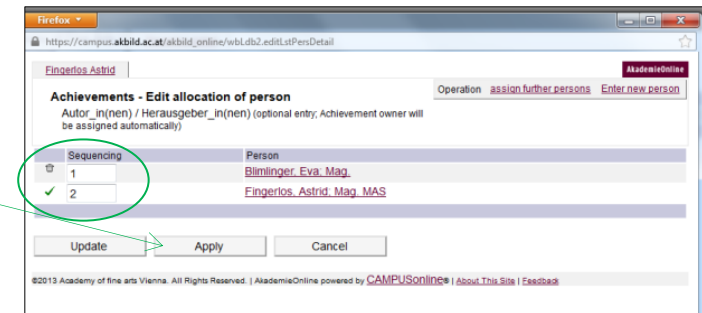 Firefox
https://campus.akbild.ac.at/akbild_online/wbLdb2.editLstPersDetail
Fingerlos Astrid
AkademieOnline
Achievements - Edit allocation of person
Operation assign further persons Enter new person
Autor_in(nen) / Herausgeber_in(nen) (optional entry; Achievement owner will
be assigned automatically)
Sequencing Person
1 Blimlinger, Eva; Mag.
2 Fingerlos, Astrid; Mag. MAS
Update Apply Cancel
©2013 Academy of fine arts Vienna. All Rights Reserved. | AkademieOnline powered by CAMPUSonline® | About This Site | Feedback